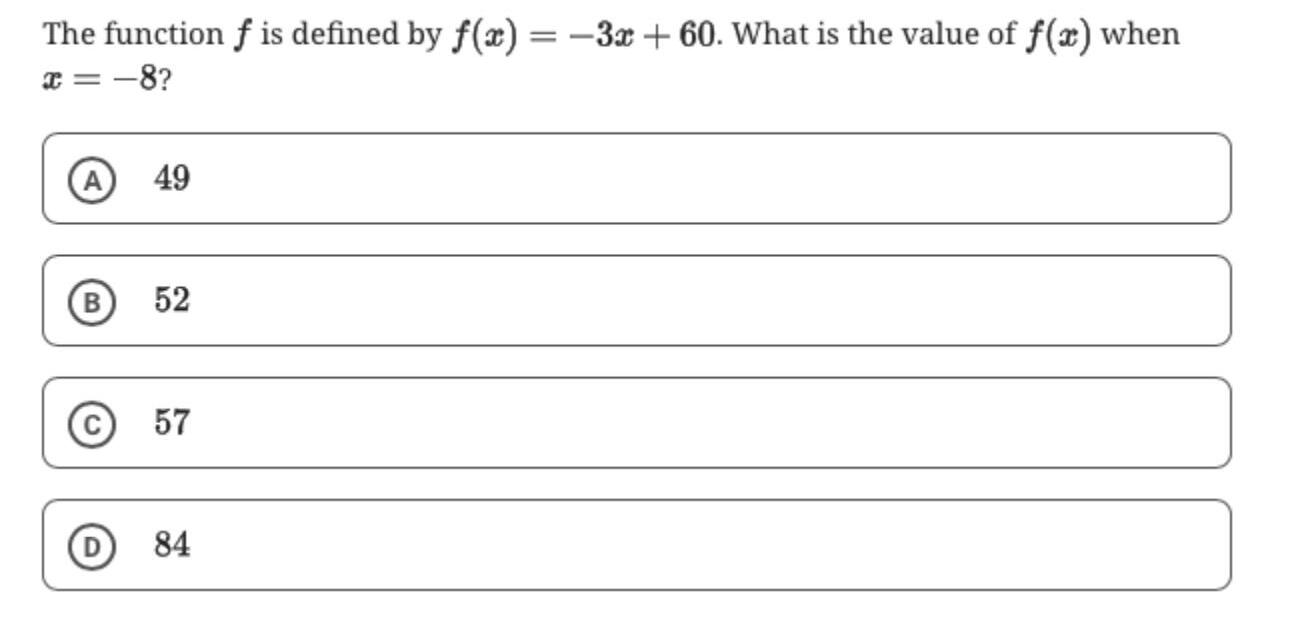 The function f is defined by f(x) = −3x + 60. What is the value of f(x) when
x = −8?
A 49
B 52
C 57
D 84